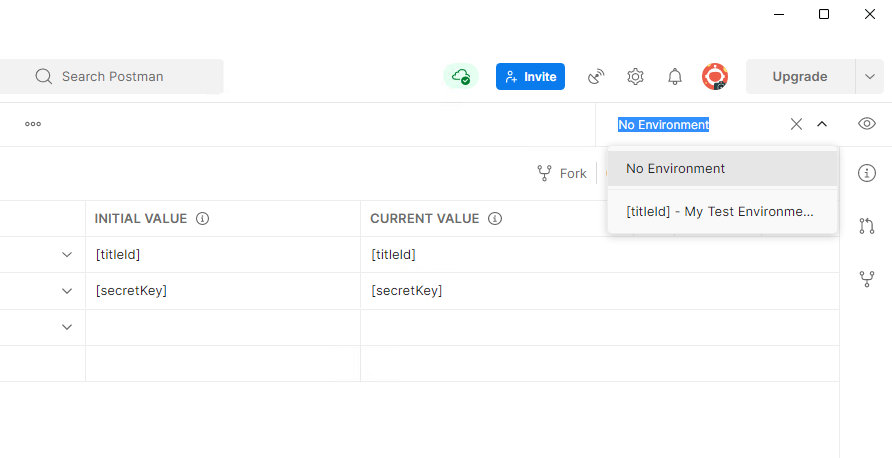 Search Postman
Invite
Upgrade
No Environment
No Environment
[titleId] - My Test Environme...
Fork
INITIAL VALUE
CURRENT VALUE
[titleId]
[titleId]
[secretKey]
[secretKey]